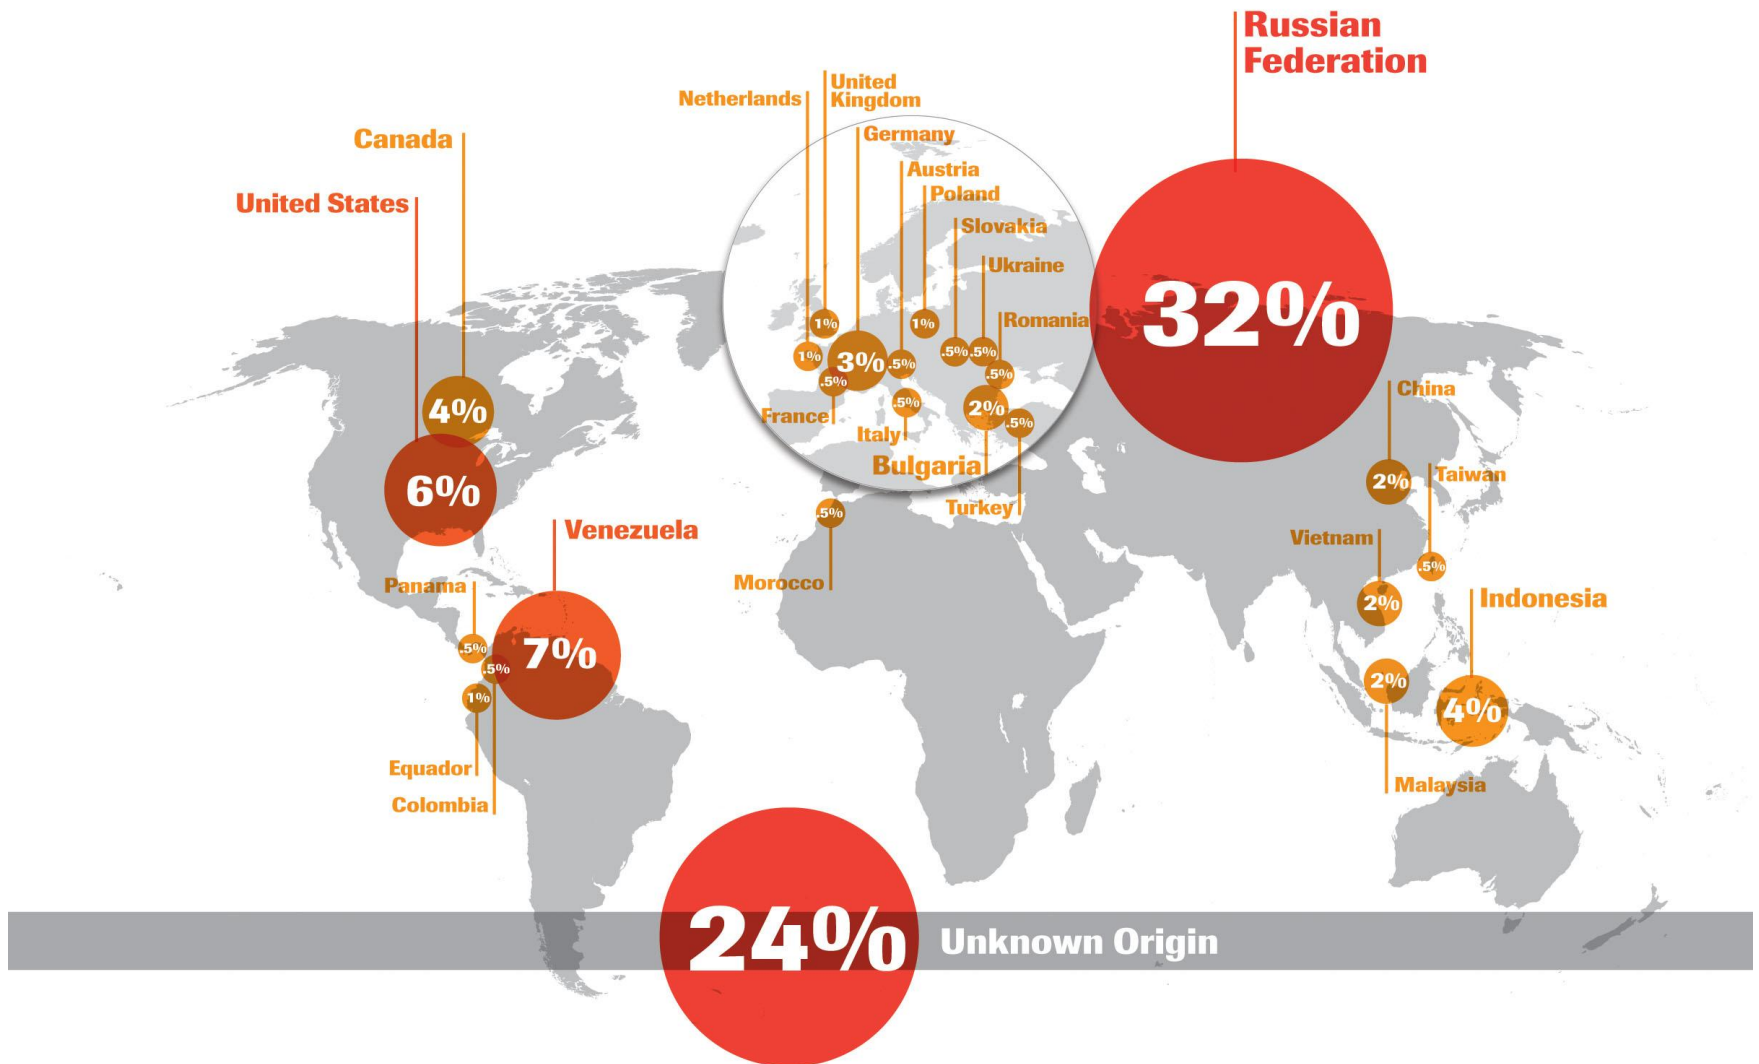 Russian
Federation
32%
United
Kingdom
1%
Netherlands
1%
Germany
3%
Austria
.5%
Poland
1%
Slovakia
.5%
Ukraine
.5%
Romania
.5%
France
.5%
Italy
.5%
Bulgaria
2%
Turkey
.5%
Canada
4%
United States
6%
Venezuela
7%
Panama
.5%
Equador
1%
Colombia
.5%
Morocco
.5%
China
2%
Taiwan
.5%
Vietnam
2%
Indonesia
4%
Malaysia
2%
24% Unknown Origin